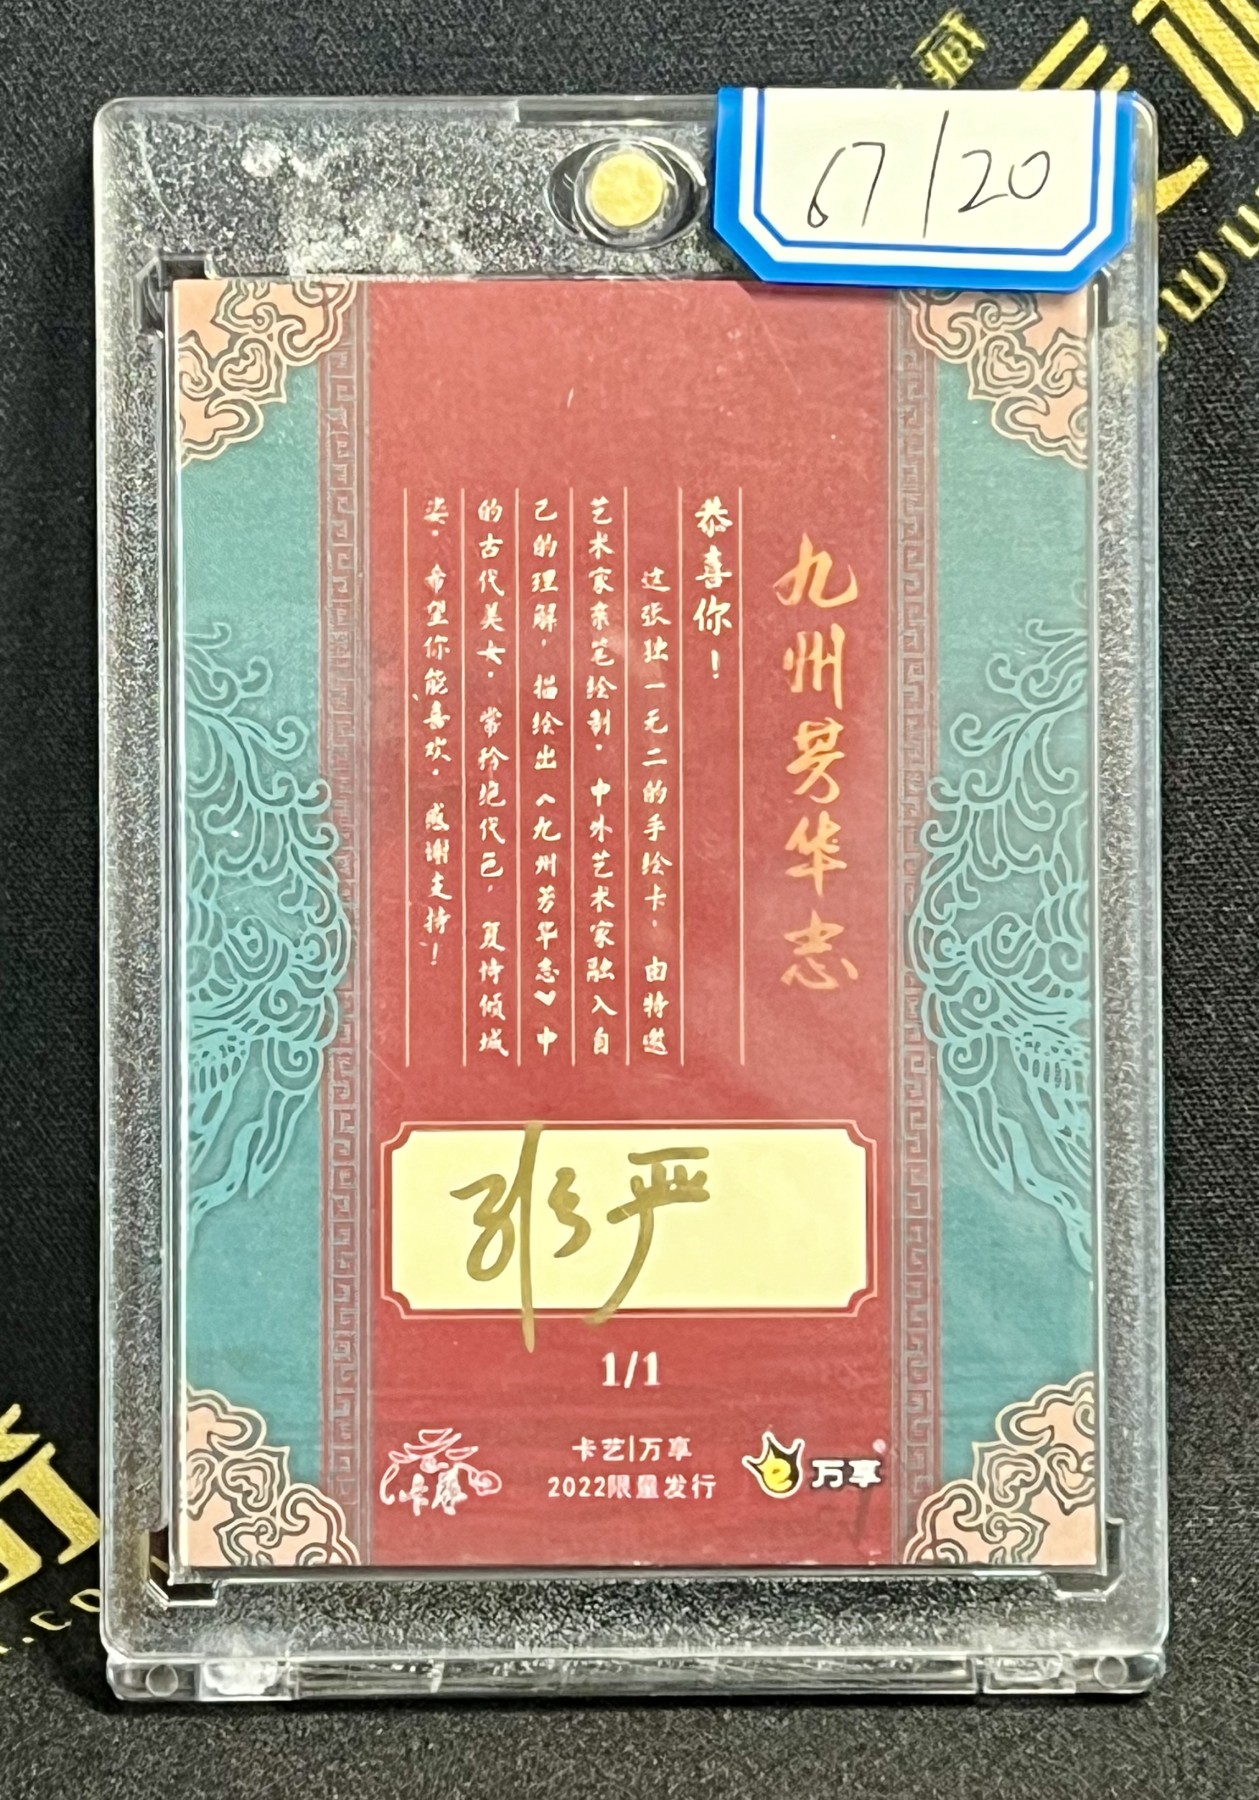 67/20
九州芳华志
恭喜你！
这张独一无二的手绘卡，由特邀
艺术家亲笔绘制。中外艺术家融入自
己的理解，描绘出《九州芳华志》中
的古代美女。常矜绝代色，复恃倾城
姿。希望你能喜欢。感谢支持！
张严
1/1
卡艺|万享
2022限量发行
万享